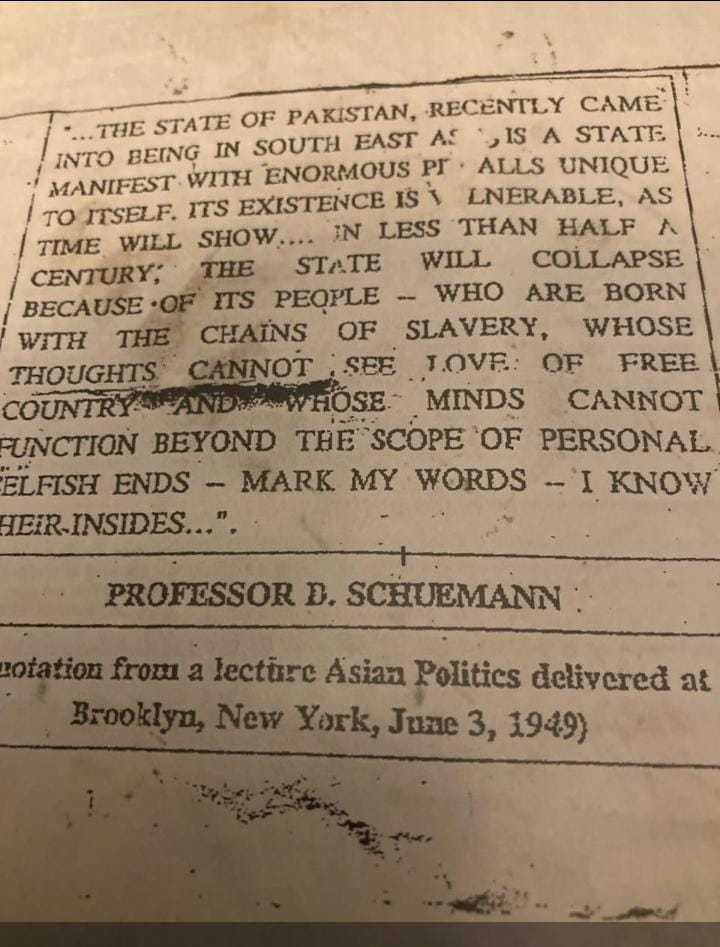 "...THE STATE OF PAKISTAN, RECENTLY CAME
INTO BEING IN SOUTH EAST AS , IS A STATE
MANIFEST WITH ENORMOUS PI ALLS UNIQUE
TO ITSELF. ITS EXISTENCE IS LNERABLE, AS
TIME WILL SHOW.... IN LESS THAN HALF A
CENTURY; THE STATE WILL COLLAPSE
BECAUSE OF ITS PEOPLE -- WHO ARE BORN
WITH THE CHAINS OF SLAVERY, WHOSE
THOUGHTS CANNOT SEE LOVE OF FREE
COUNTRY AND WHOSE MINDS CANNOT
FUNCTION BEYOND THE SCOPE OF PERSONAL
ELFISH ENDS -- MARK MY WORDS -- I KNOW
HEIR INSIDES...".
PROFESSOR D. SCHUEMANN
uotation from a lecture Asian Politics delivered at
Brooklyn, New York, June 3, 1949)